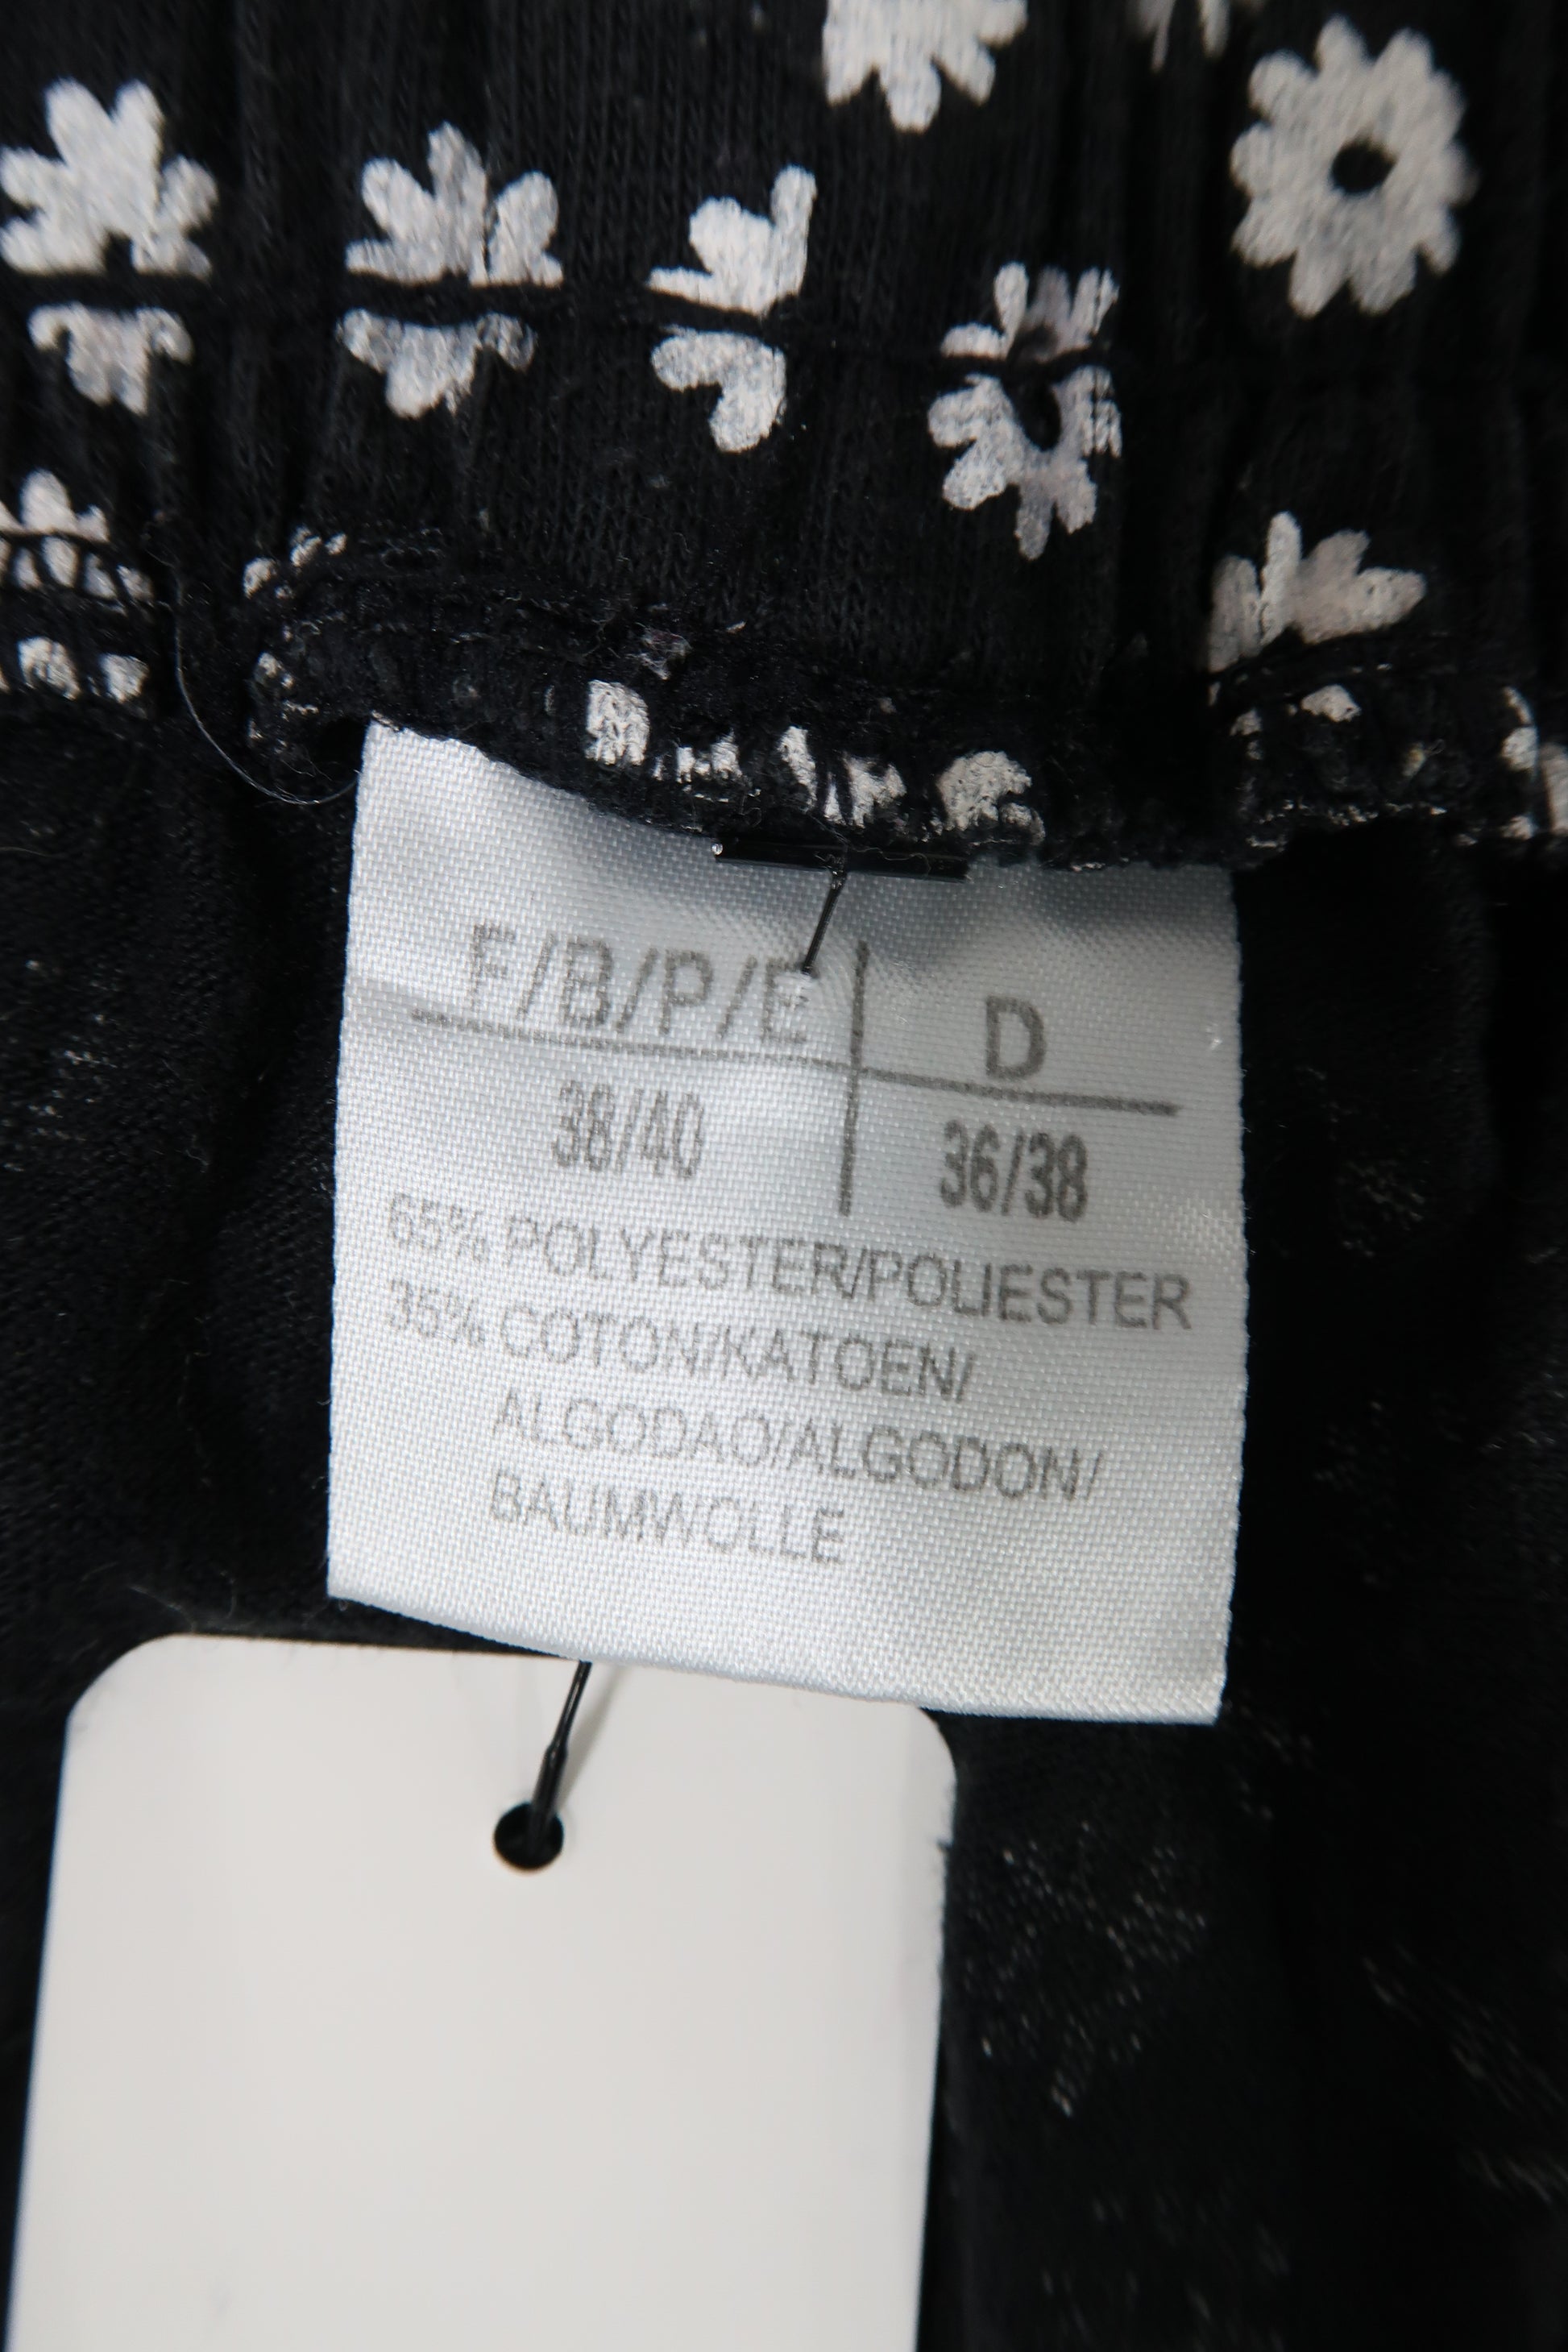 F/B/P/E D
38/40 36/38
65% POLYESTER/POLIESTER
35% COTON/KATOEN/
ALGODAO/ALGODON/
BAUMWOLLE